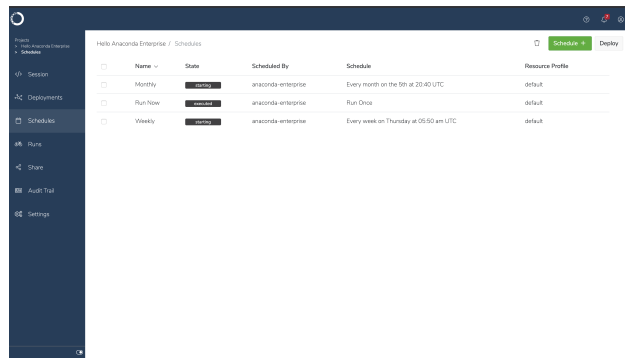 7
Projects
> Hello Anaconda Enterprise
> Schedules
Hello Anaconda Enterprise / Schedules
Schedule +
Deploy
Session
Deployments
Schedules
Runs
Share
Audit Trail
Settings
Name State Scheduled By Schedule Resource Profile
Monthly starting anaconda-enterprise Every month on the 5th at 20:40 UTC default
Run Now executed anaconda-enterprise Run Once default
Weekly starting anaconda-enterprise Every week on Thursday at 05:50 am UTC default